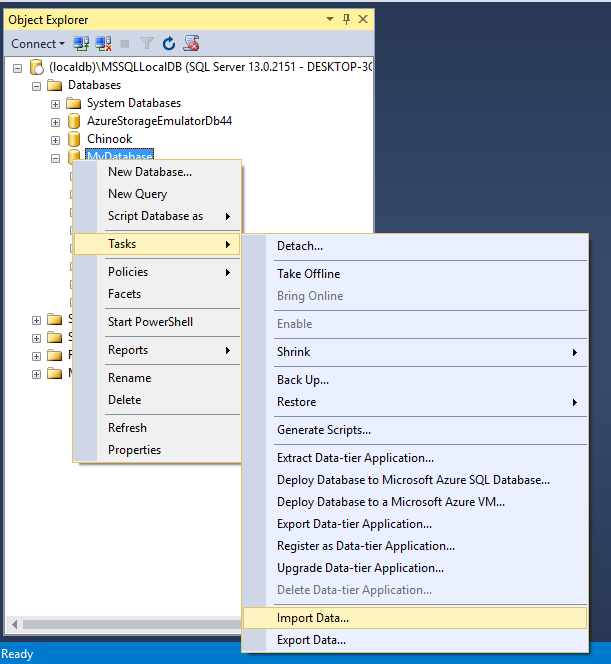 Object Explorer
Connect
(localdb)\MSSQLLocalDB (SQL Server 13.0.2151 - DESKTOP-3
Databases
System Databases
AzureStorageEmulatorDb44
Chinook
MyDatabase
New Database...
New Query
Script Database as
Tasks
Policies
Facets
Start PowerShell
Reports
Rename
Delete
Refresh
Properties
Detach...
Take Offline
Bring Online
Enable
Shrink
Back Up...
Restore
Generate Scripts...
Extract Data-tier Application...
Deploy Database to Microsoft Azure SQL Database...
Deploy Database to a Microsoft Azure VM...
Export Data-tier Application...
Register as Data-tier Application...
Upgrade Data-tier Application...
Delete Data-tier Application...
Import Data...
Export Data...
Ready